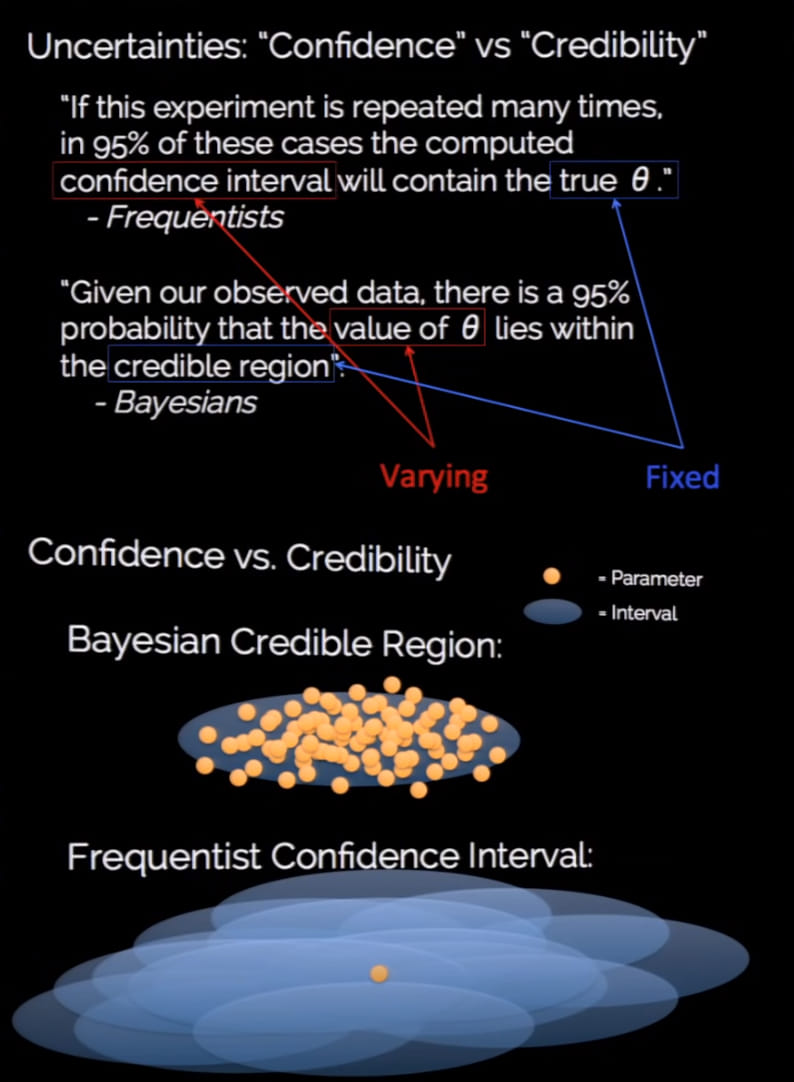 Uncertainties: "Confidence" vs "Credibility"
"If this experiment is repeated many times,
in 95% of these cases the computed
confidence interval will contain the true θ ."
- Frequentists
"Given our observed data, there is a 95%
probability that the value of θ lies within
the credible region".
- Bayesians
Varying
Fixed
Confidence vs. Credibility
= Parameter
= Interval
Bayesian Credible Region:
Frequentist Confidence Interval: